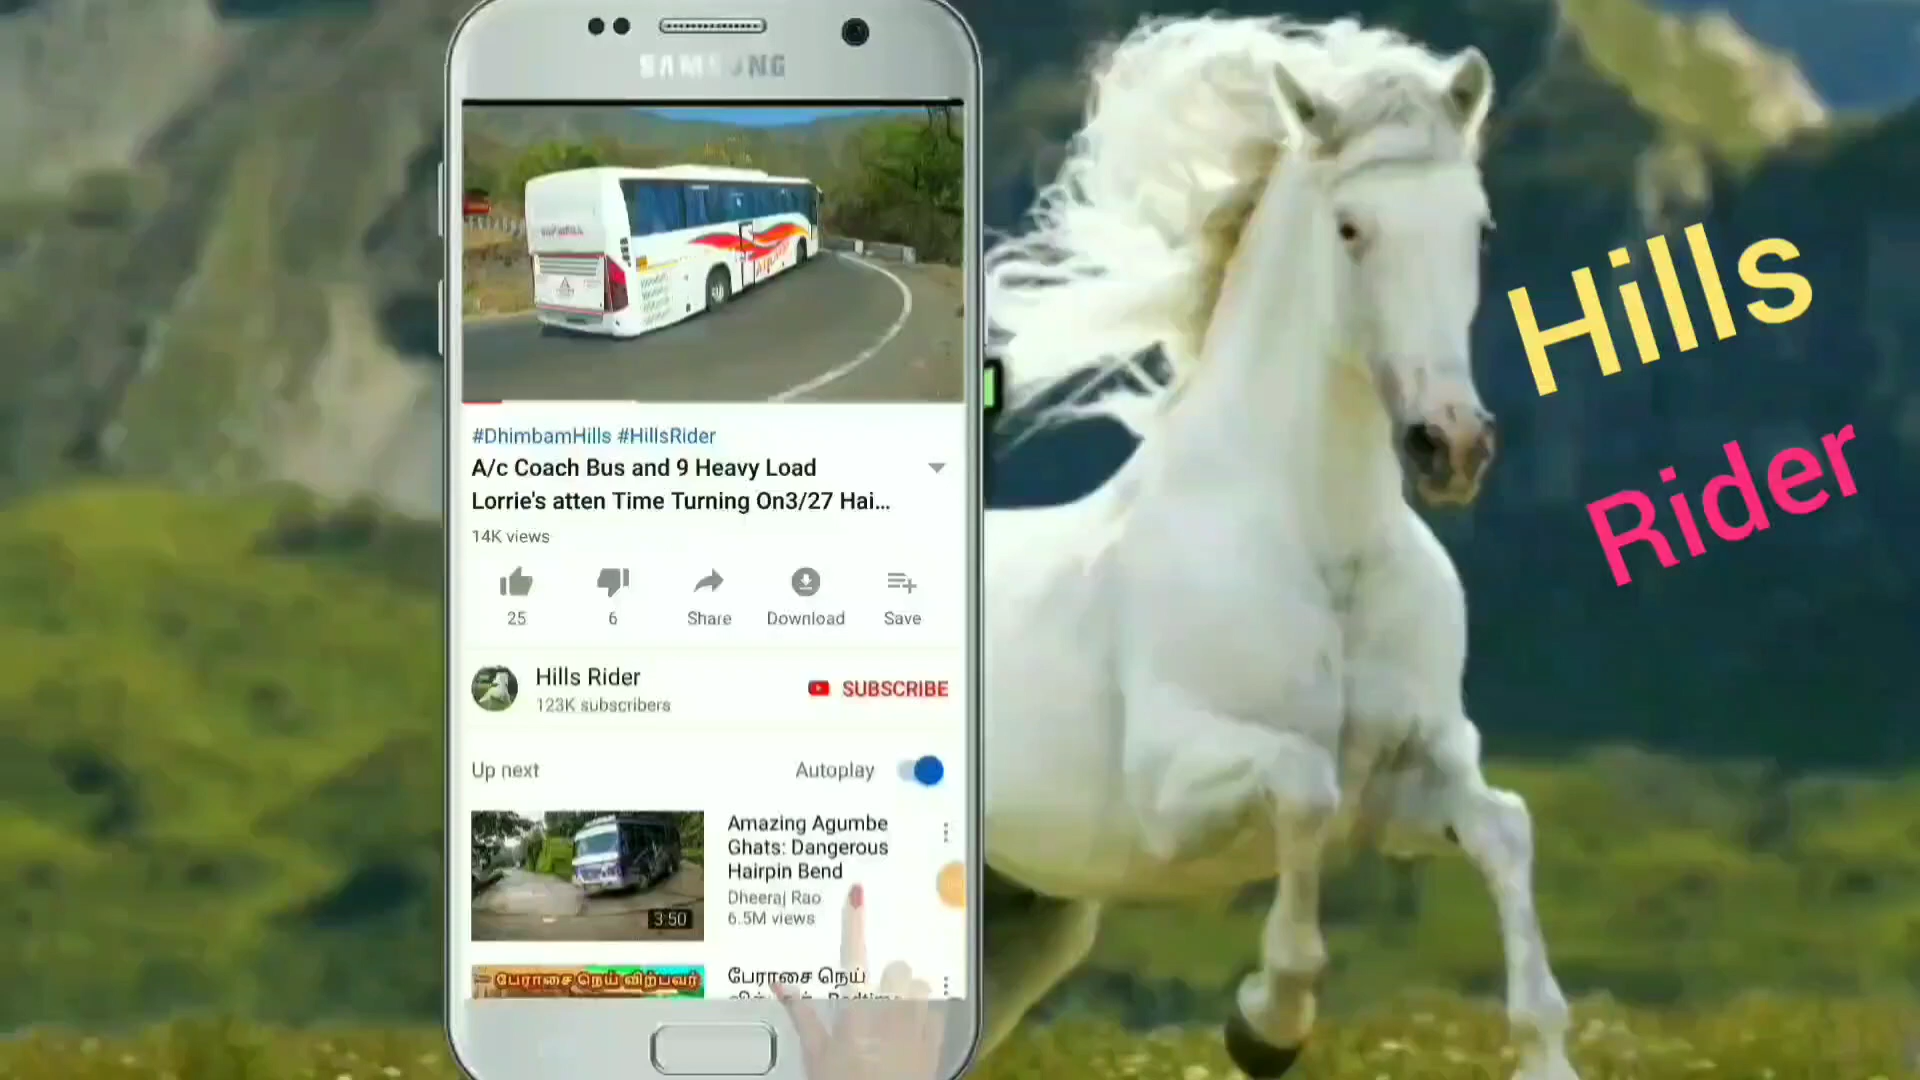 SAMSUNG
#DhimbamHills #HillsRider
A/c Coach Bus and 9 Heavy Load
Lorrie's atten Time Turning On3/27 Hai...
14K views
25
6
Share
Download
Save
Hills Rider
123K subscribers
SUBSCRIBE
Up next
Autoplay
Amazing Agumbe
Ghats: Dangerous
Hairpin Bend
Dheeraj Rao
6.5M views
3:50
பேராசை நெய் விற்பவர்
பேராசை நெய்
Hills
Rider